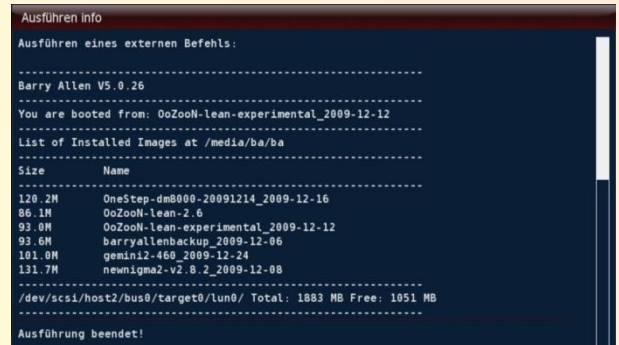 Ausführen info
Ausführen eines externen Befehls:
------------------------------------------------------------
Barry Allen V5.0.26
------------------------------------------------------------
You are booted from: OoZooN-lean-experimental_2009-12-12
------------------------------------------------------------
List of Installed Images at /media/ba/ba
------------------------------------------------------------
Size Name
------------------------------------------------------------
120.2M OneStep-dm8000-20091214_2009-12-16
86.1M OoZooN-lean-2.6
93.0M OoZooN-lean-experimental_2009-12-12
93.6M barryallenbackup_2009-12-06
101.0M gemini2-460_2009-12-24
131.7M newnigma2-v2.8.2_2009-12-08
------------------------------------------------------------
/dev/scsi/host2/bus0/target0/lun0/ Total: 1883 MB Free: 1051 MB
------------------------------------------------------------
Ausführung beendet!